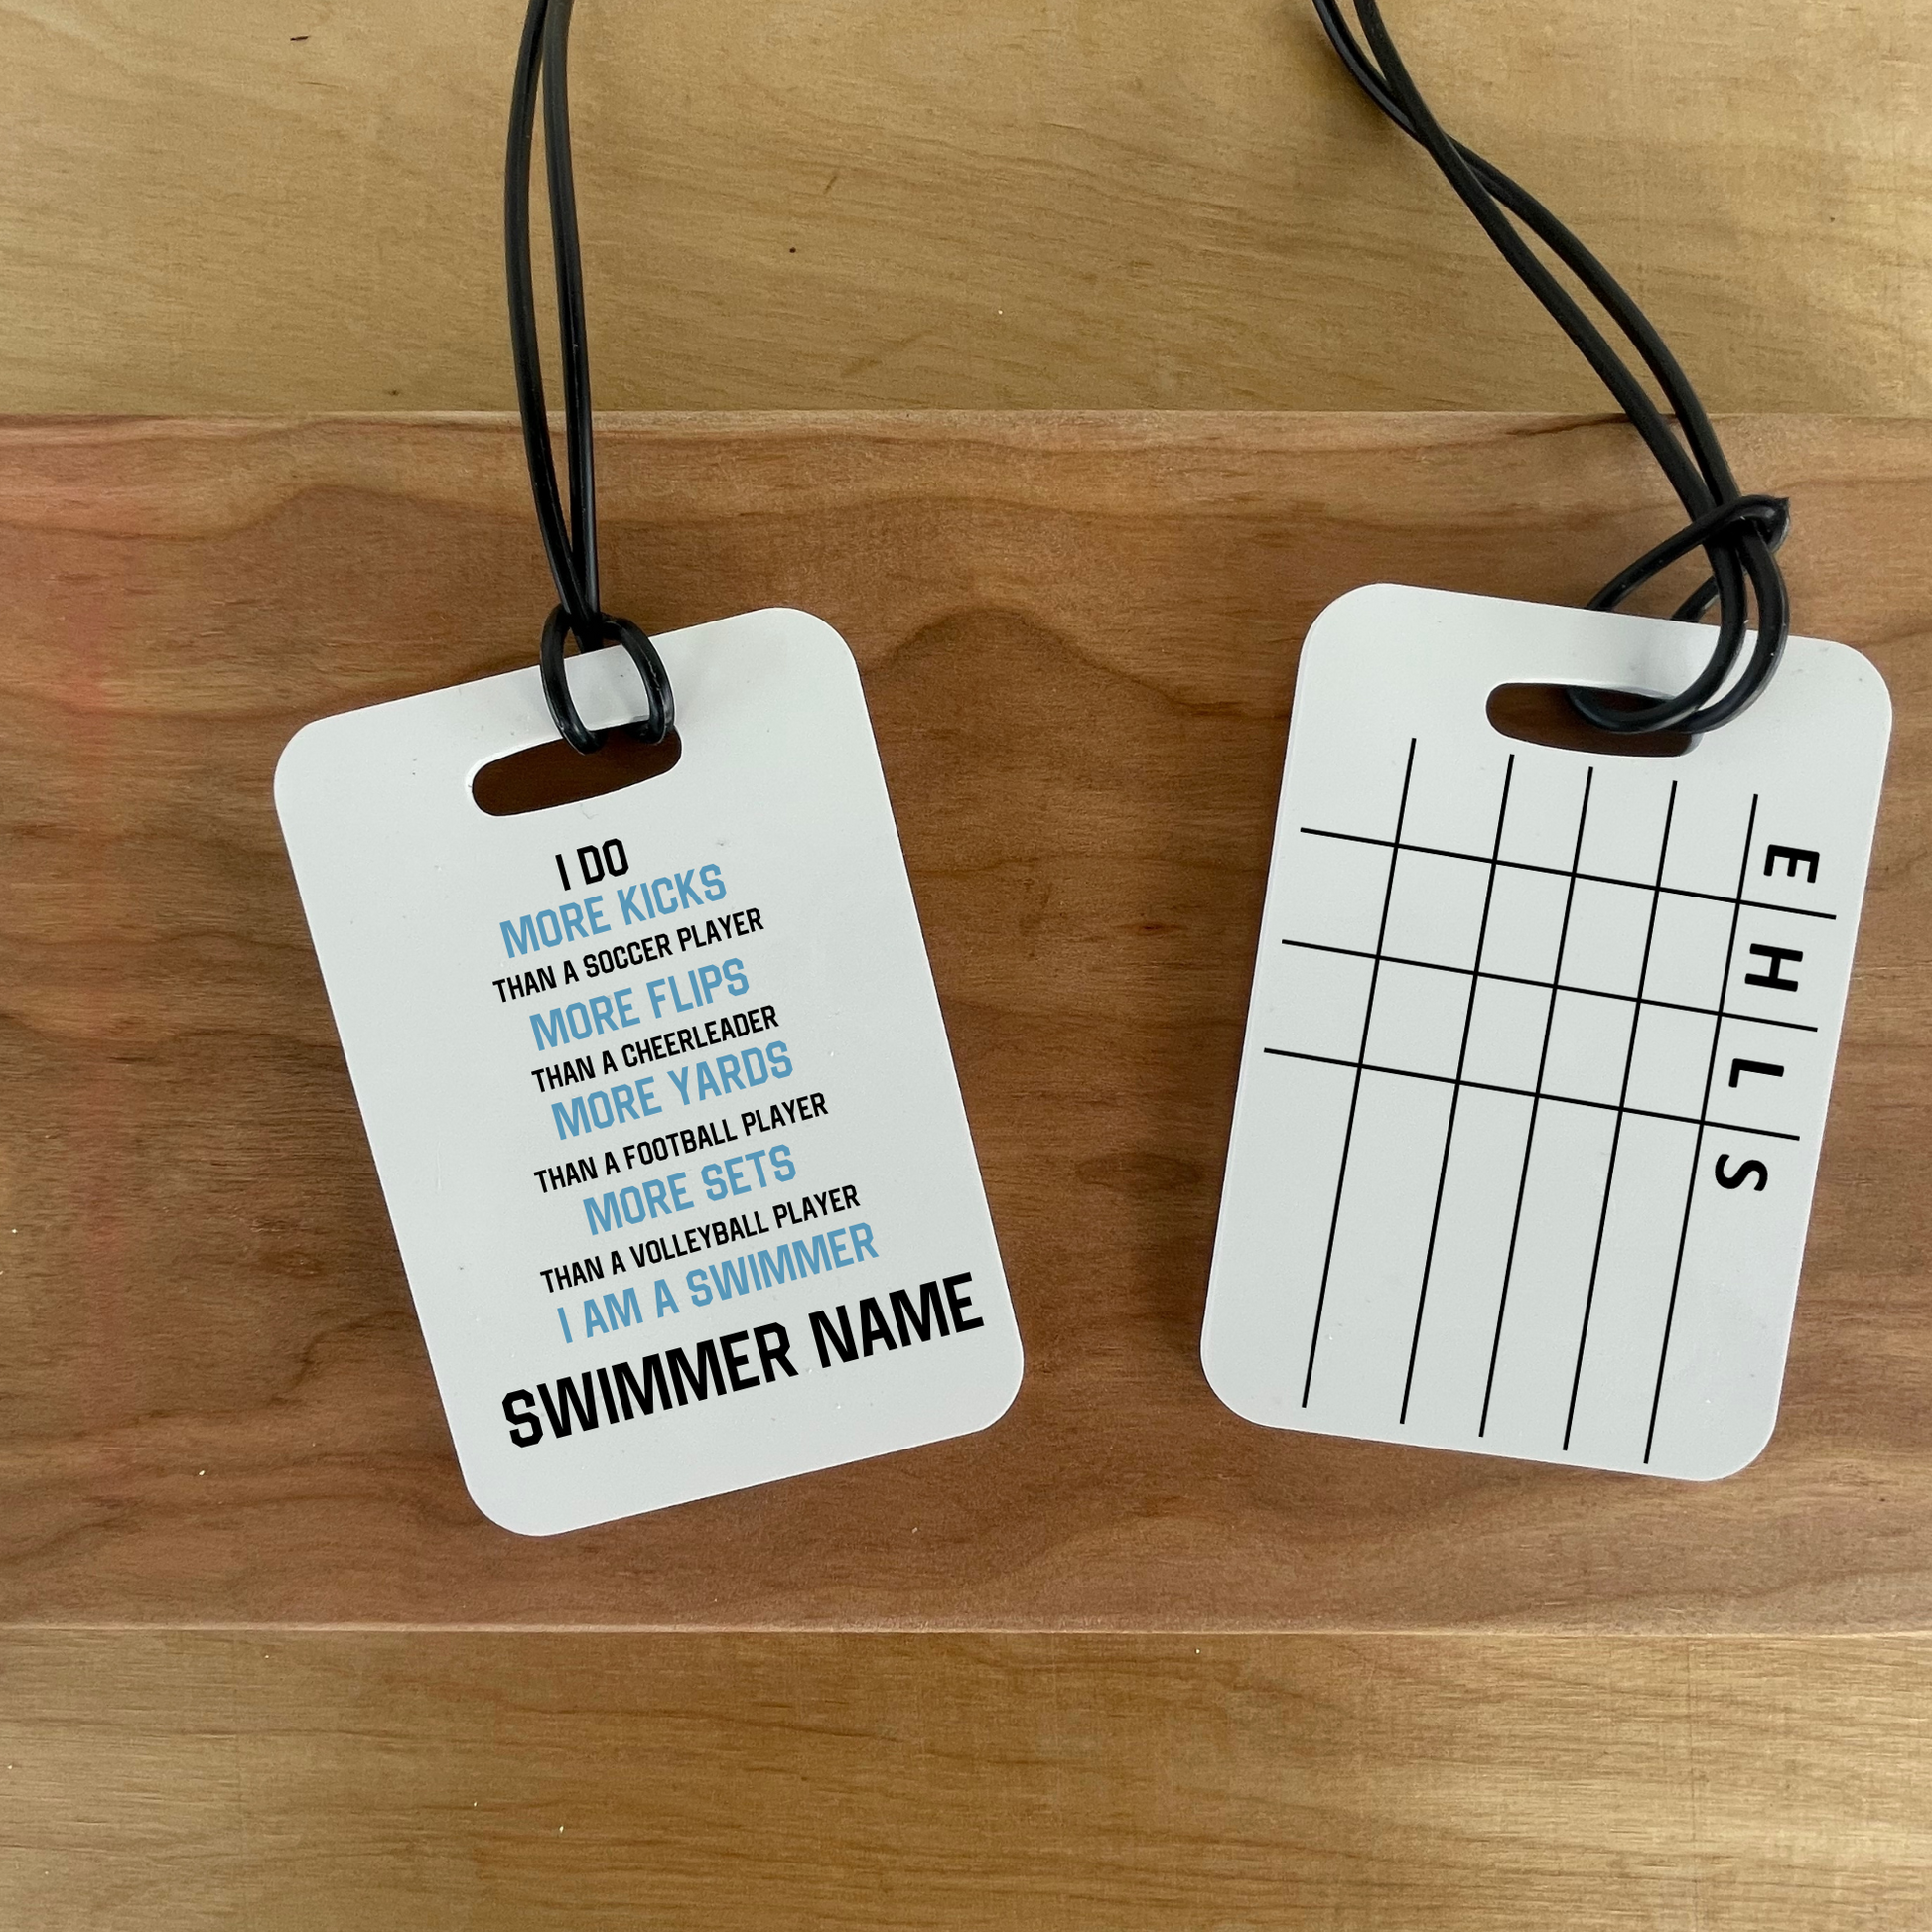 I DO
MORE KICKS
THAN A SOCCER PLAYER
MORE FLIPS
THAN A CHEERLEADER
MORE YARDS
THAN A FOOTBALL PLAYER
MORE SETS
THAN A VOLLEYBALL PLAYER
I AM A SWIMMER
SWIMMER NAME
E H L S